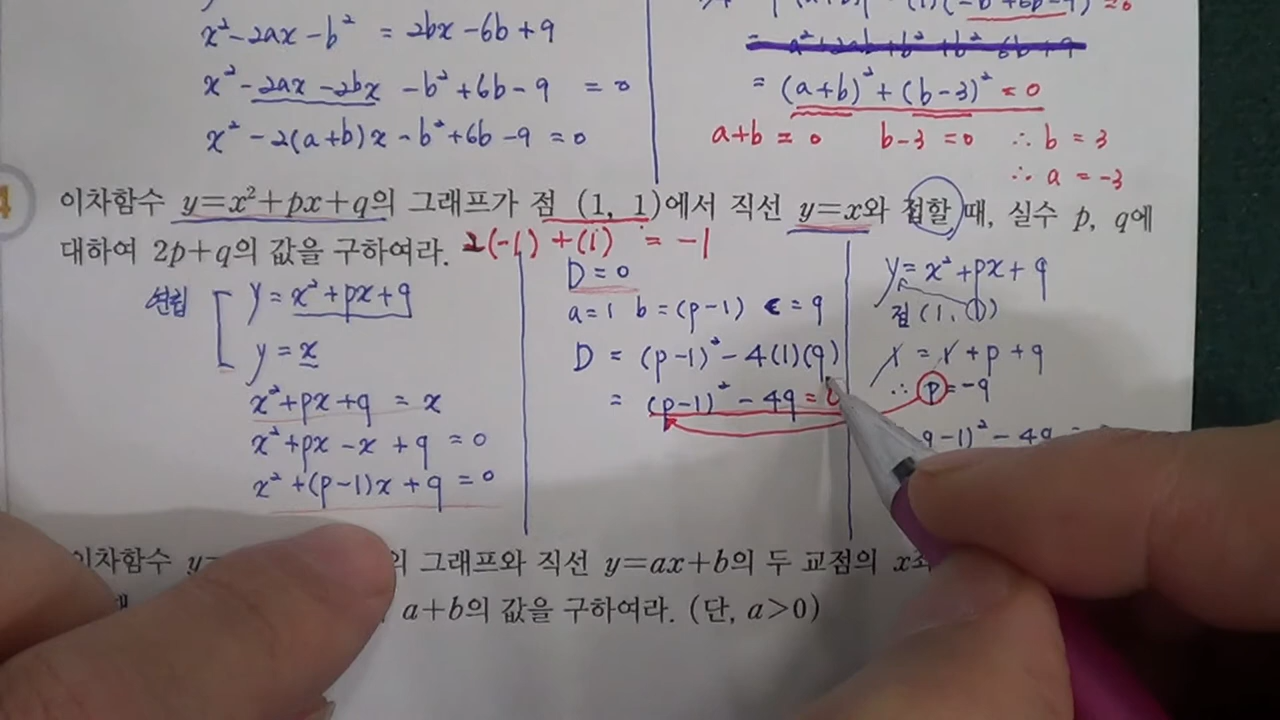 x²-2ax-b² = 2bx-6b+9
x²-2ax-2bx -b²+6b-9 = 0
x²-2(a+b)x-b²+6b-9=0
= (a+b)²+(b-3)²=0
a+b=0 b-3=0 ∴ b=3
∴ a=-3
4
이차함수 y=x²+px+q의 그래프가 점 (1, 1)에서 직선 y=x와 접할 때, 실수 p, q에
대하여 2p+q의 값을 구하여라. 2(-1)+(1) = -1
연립
y=x²+px+q
y=x
x²+px+q = x
x²+px-x+q = 0
x²+(p-1)x+q=0
D=0
a=1 b=(p-1) c=q
D = (p-1)²-4(1)(q)
= (p-1)²-4q=0
y=x²+px+q
점(1, 1)
1=1+p+q
∴ p=-q
q-1)²-4q
이차함수 y=
의 그래프와 직선 y=ax+b의 두 교점의 x
a+b의 값을 구하여라. (단, a>0)